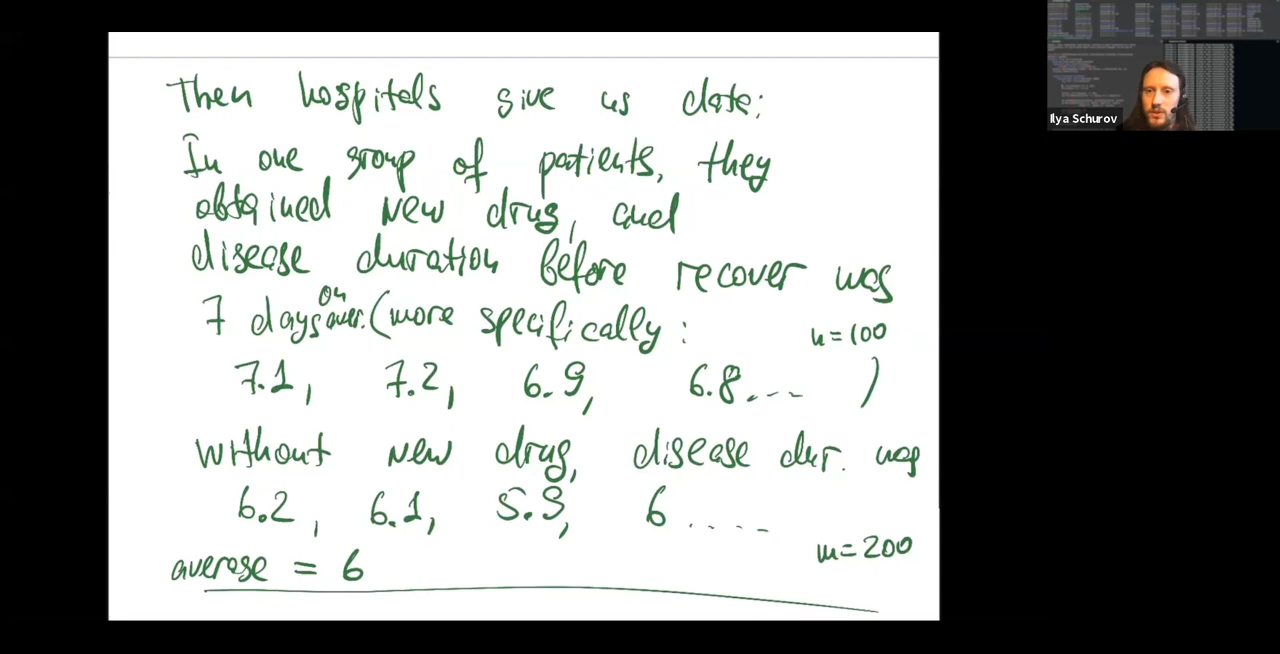 Then hospitals give us data:
In one group of patients, they
obtained new drug, and
disease duration before recover was
7 days on aver. (more specifically:
n=100
7.1, 7.2, 6.9, 6.8... )
without new drug, disease dur. was
6.2, 6.1, 5.9, 6 ....
m=200
average = 6
Ilya Schurov